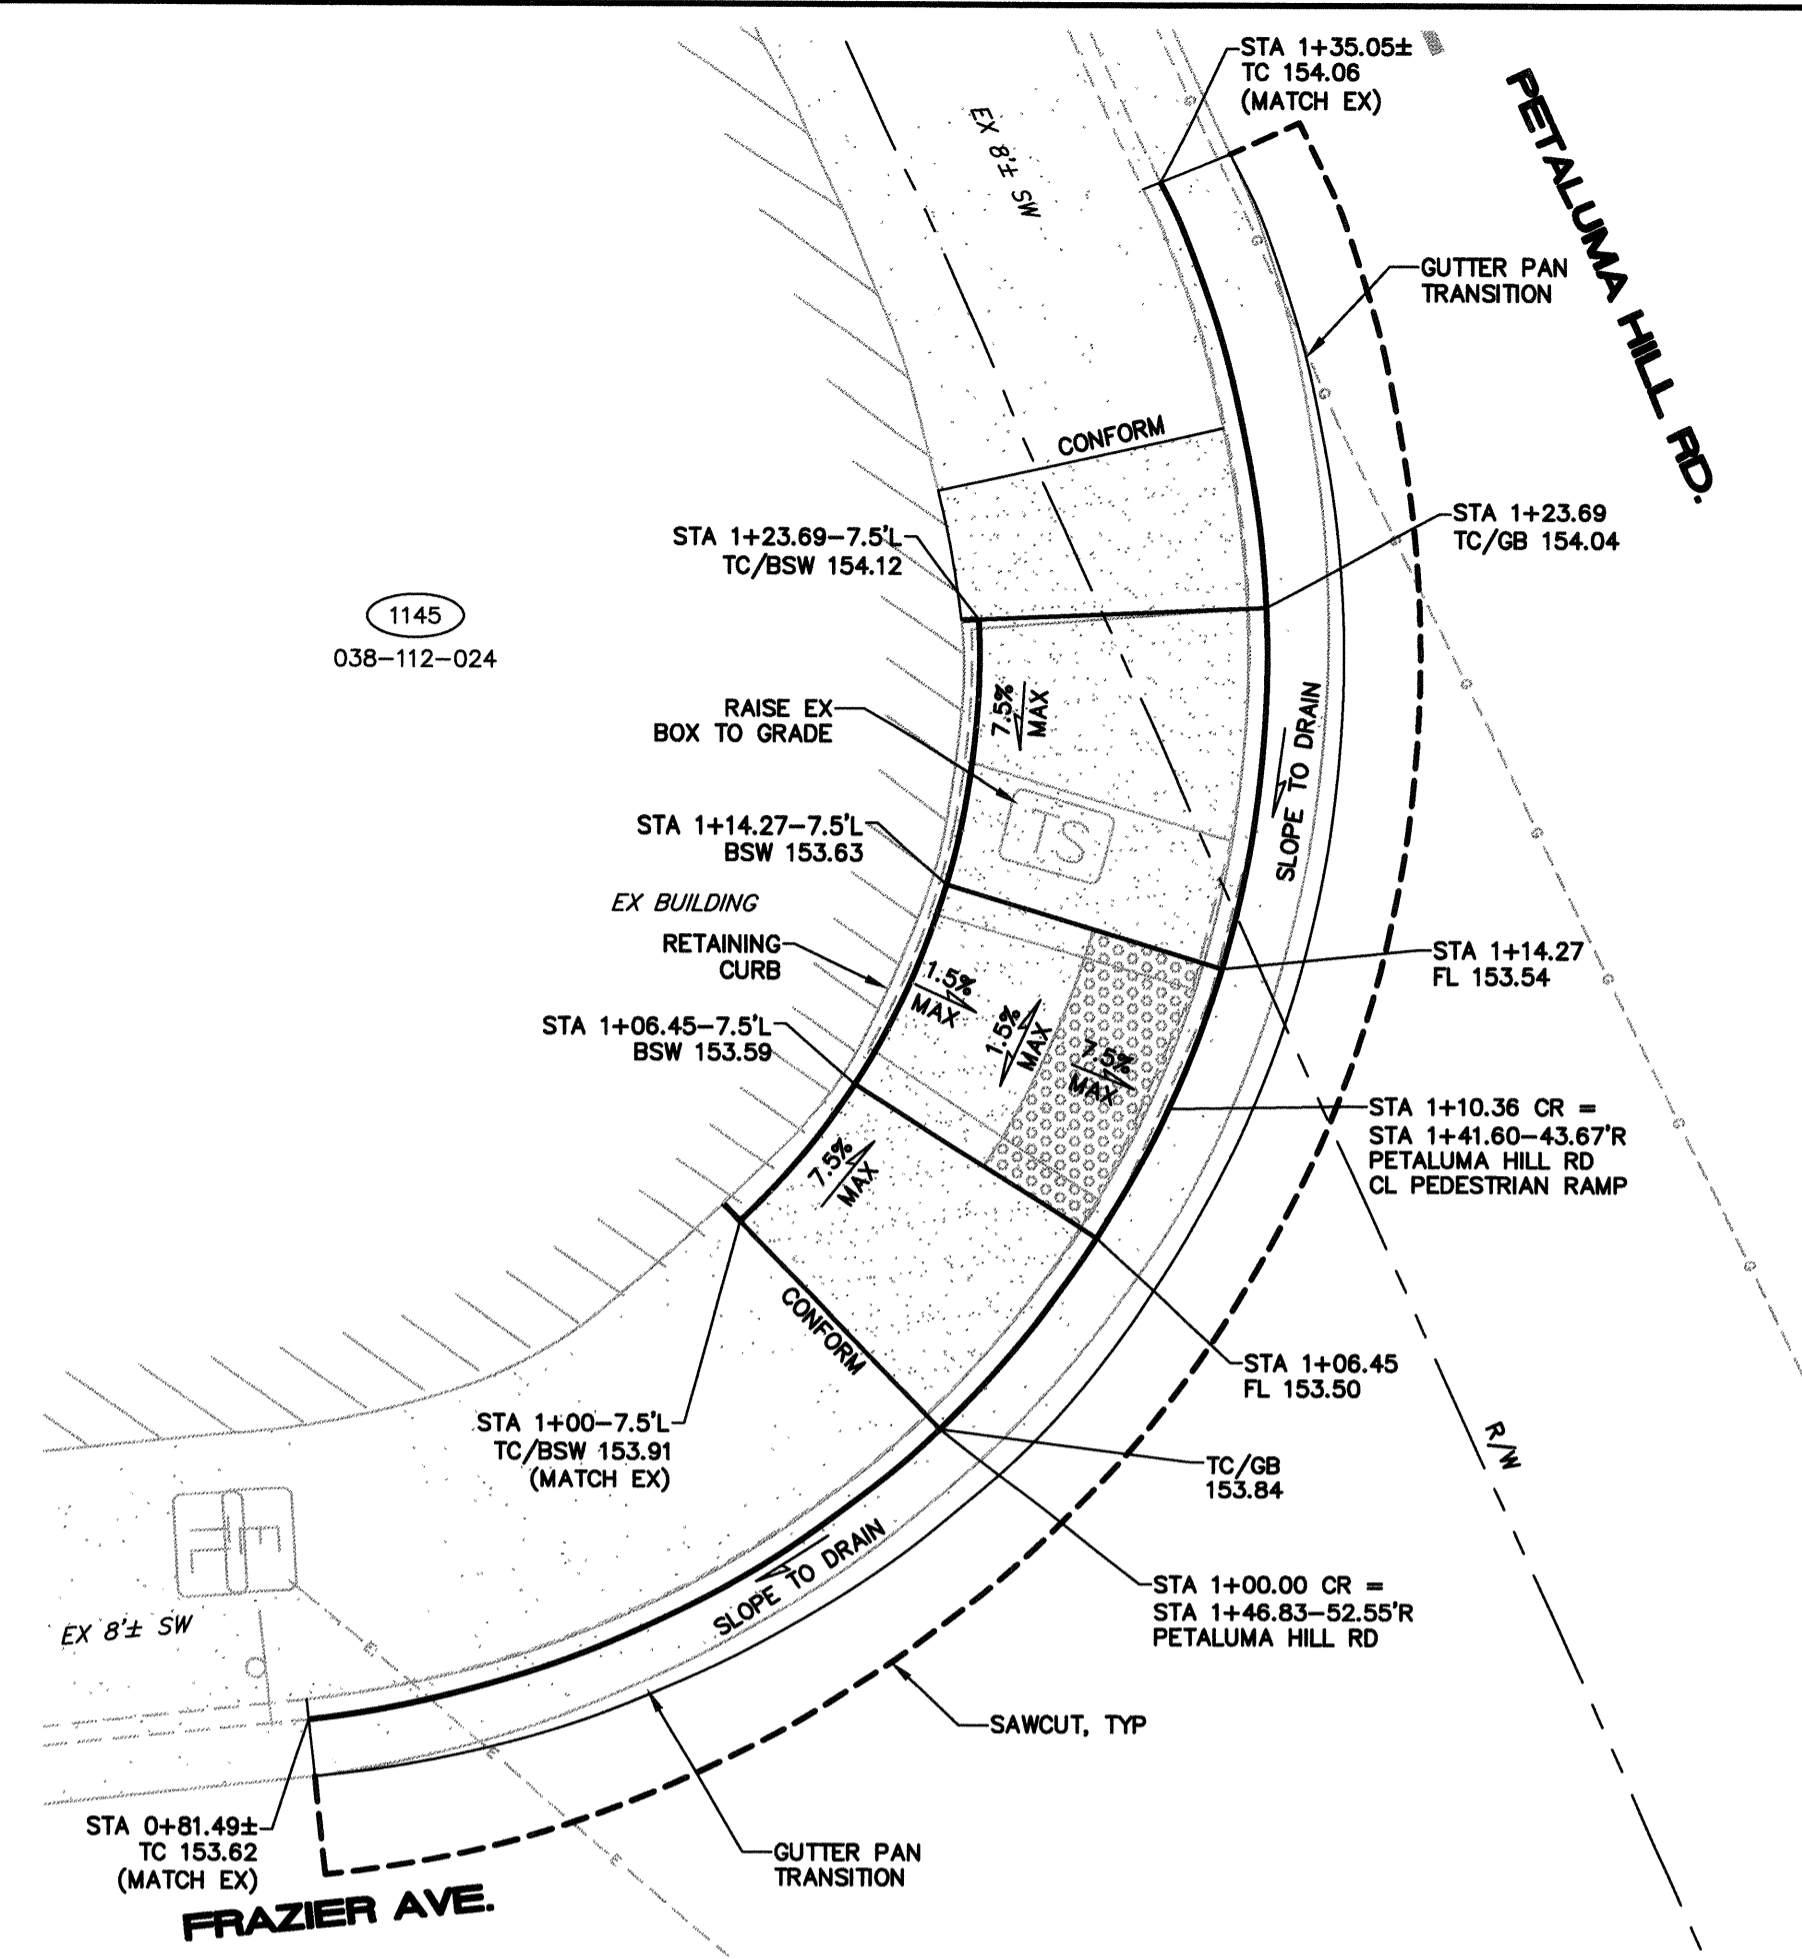 STA 1+35.05±
TC 154.06
(MATCH EX)
PETALUMA HILL RD.
EX 8'± SW
G
G
GUTTER PAN
TRANSITION
G
CONFORM
STA 1+23.69-7.5'L
TC/BSW 154.12
STA 1+23.69
TC/GB 154.04
G
1145
038-112-024
G
7.5%
MAX
RAISE EX
BOX TO GRADE
SLOPE TO DRAIN
TS
G
STA 1+14.27-7.5'L
BSW 153.63
EX BUILDING
RETAINING
CURB
STA 1+14.27
FL 153.54
G
1.5%
MAX
1.5%
MAX
7.5%
MAX
STA 1+06.45-7.5'L
BSW 153.59
STA 1+10.36 CR =
STA 1+41.60-43.67'R
PETALUMA HILL RD
CL PEDESTRIAN RAMP
G
7.5%
MAX
G
CONFORM
STA 1+06.45
FL 153.50
STA 1+00-7.5'L
TC/BSW 153.91
(MATCH EX)
R/W
TC/GB
153.84
SLOPE TO DRAIN
STA 1+00.00 CR =
STA 1+46.83-52.55'R
PETALUMA HILL RD
EX 8'± SW
E
E
SAWCUT, TYP
E
STA 0+81.49±
TC 153.62
(MATCH EX)
GUTTER PAN
TRANSITION
FRAZIER AVE.